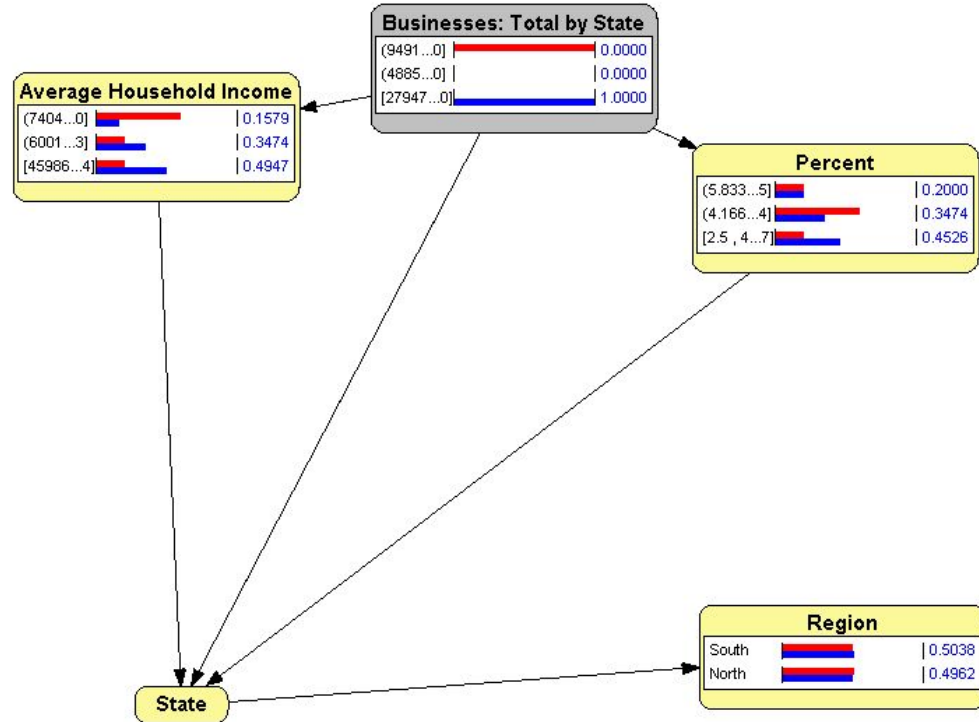 Businesses: Total by State
(9491...0] 0.0000
(4885...0] 0.0000
[27947...0] 1.0000
Average Household Income
(7404...0] 0.1579
(6001...3] 0.3474
[45986...4] 0.4947
Percent
(5.833...5] 0.2000
(4.166...4] 0.3474
[2.5 , 4...7] 0.4526
Region
South 0.5038
North 0.4962
State